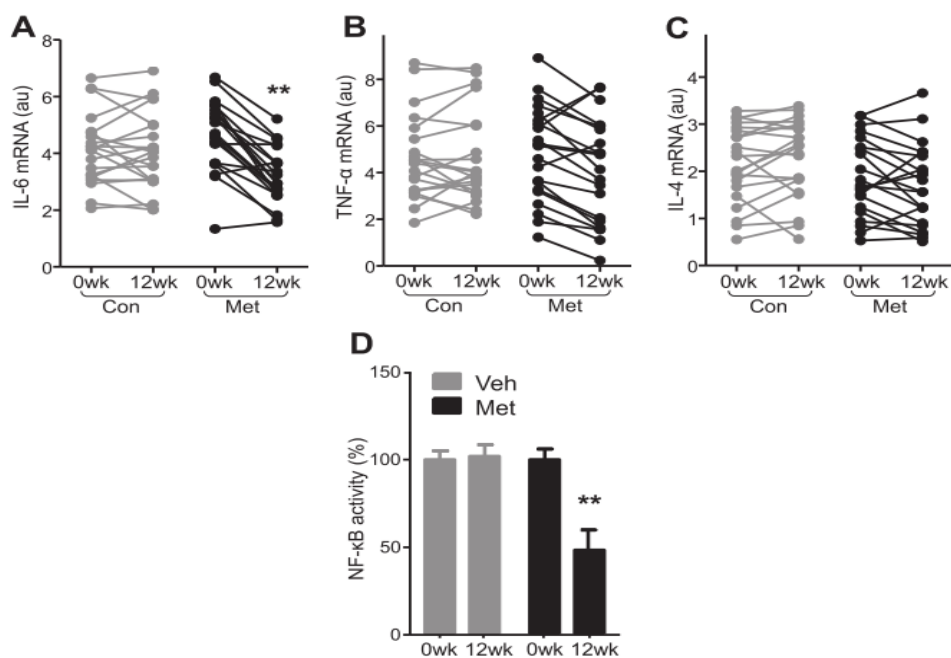 A
IL-6 mRNA (au)
8
6
4
2
0
**
0wk 12wk 0wk 12wk
Con Met
B
TNF-α mRNA (au)
8
6
4
2
0
0wk 12wk 0wk 12wk
Con Met
C
IL-4 mRNA (au)
4
3
2
1
0
0wk 12wk 0wk 12wk
Con Met
D
NF-κB activity (%)
150
100
50
0
Veh
Met
**
0wk 12wk 0wk 12wk